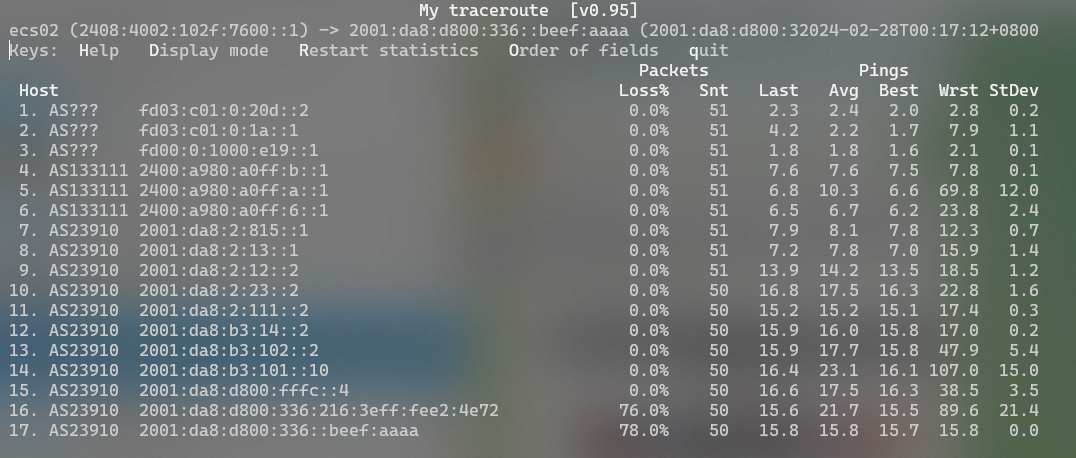 My traceroute  [v0.95]
ecs02 (2408:4002:102f:7600::1) -> 2001:da8:d800:336::beef:aaaa (2001:da8:d800:32024-02-28T00:17:12+0800
Keys:  Help   Display mode   Restart statistics   Order of fields   quit
Packets               Pings
Host                                                        Loss%   Snt   Last   Avg  Best  Wrst StDev
1. AS???    fd03:c01:0:20d::2                                0.0%    51    2.3   2.4   2.0   2.8   0.2
2. AS???    fd03:c01:0:1a::1                                 0.0%    51    4.2   2.2   1.7   7.9   1.1
3. AS???    fd00:0:1000:e19::1                               0.0%    51    1.8   1.8   1.6   2.1   0.1
4. AS133111 2400:a980:a0ff:b::1                              0.0%    51    7.6   7.6   7.5   7.8   0.1
5. AS133111 2400:a980:a0ff:a::1                              0.0%    51    6.8  10.3   6.6  69.8  12.0
6. AS133111 2400:a980:a0ff:6::1                              0.0%    51    6.5   6.7   6.2  23.8   2.4
7. AS23910  2001:da8:2:815::1                                0.0%    51    7.9   8.1   7.8  12.3   0.7
8. AS23910  2001:da8:2:13::1                                 0.0%    51    7.2   7.8   7.0  15.9   1.4
9. AS23910  2001:da8:2:12::2                                 0.0%    51   13.9  14.2  13.5  18.5   1.2
10. AS23910  2001:da8:2:23::2                                 0.0%    50   16.8  17.5  16.3  22.8   1.6
11. AS23910  2001:da8:2:111::2                                0.0%    50   15.2  15.2  15.1  17.4   0.3
12. AS23910  2001:da8:b3:14::2                                0.0%    50   15.9  16.0  15.8  17.0   0.2
13. AS23910  2001:da8:b3:102::2                               0.0%    50   15.9  17.7  15.8  47.9   5.4
14. AS23910  2001:da8:b3:101::10                              0.0%    50   16.4  23.1  16.1 107.0  15.0
15. AS23910  2001:da8:d800:fffc::4                            0.0%    50   16.6  17.5  16.3  38.5   3.5
16. AS23910  2001:da8:d800:336:216:3eff:fee2:4e72            76.0%    50   15.6  21.7  15.5  89.6  21.4
17. AS23910  2001:da8:d800:336::beef:aaaa                    78.0%    50   15.8  15.8  15.7  15.8   0.0